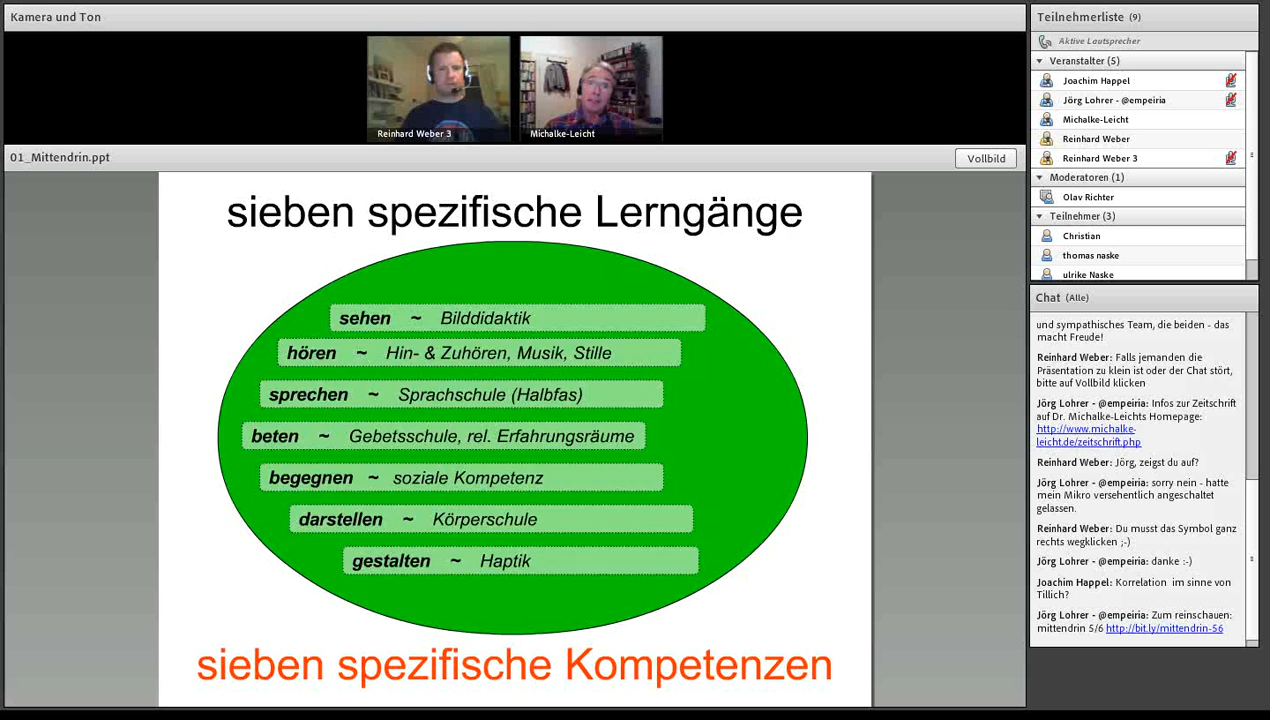 Kamera und Ton
Reinhard Weber 3
Michalke-Leicht
01_Mittendrin.ppt
Vollbild
sieben spezifische Lerngänge
sehen ~ Bilddidaktik
hören ~ Hin- & Zuhören, Musik, Stille
sprechen ~ Sprachschule (Halbfas)
beten ~ Gebetsschule, rel. Erfahrungsräume
begegnen ~ soziale Kompetenz
darstellen ~ Körperschule
gestalten ~ Haptik
sieben spezifische Kompetenzen
Teilnehmerliste (9)
Aktive Lautsprecher
Veranstalter (5)
Joachim Happel
Jörg Lohrer - @empeiria
Michalke-Leicht
Reinhard Weber
Reinhard Weber 3
Moderatoren (1)
Olav Richter
Teilnehmer (3)
Christian
thomas naske
ulrike Naske
Chat (Alle)
und sympathisches Team, die beiden - das
macht Freude!
Reinhard Weber: Falls jemanden die
Präsentation zu klein ist oder der Chat stört,
bitte auf Vollbild klicken
Jörg Lohrer - @empeiria: Infos zur Zeitschrift
auf Dr. Michalke-Leichts Homepage:
http://www.michalke-
leicht.de/zeitschrift.php
Reinhard Weber: Jörg, zeigst du auf?
Jörg Lohrer - @empeiria: sorry nein - hatte
mein Mikro versehentlich angeschaltet
gelassen.
Reinhard Weber: Du musst das Symbol ganz
rechts wegklicken ;-)
Jörg Lohrer - @empeiria: danke :-)
Joachim Happel: Korrelation im sinne von
Tillich?
Jörg Lohrer - @empeiria: Zum reinschauen:
mittendrin 5/6 http://bit.ly/mittendrin-56